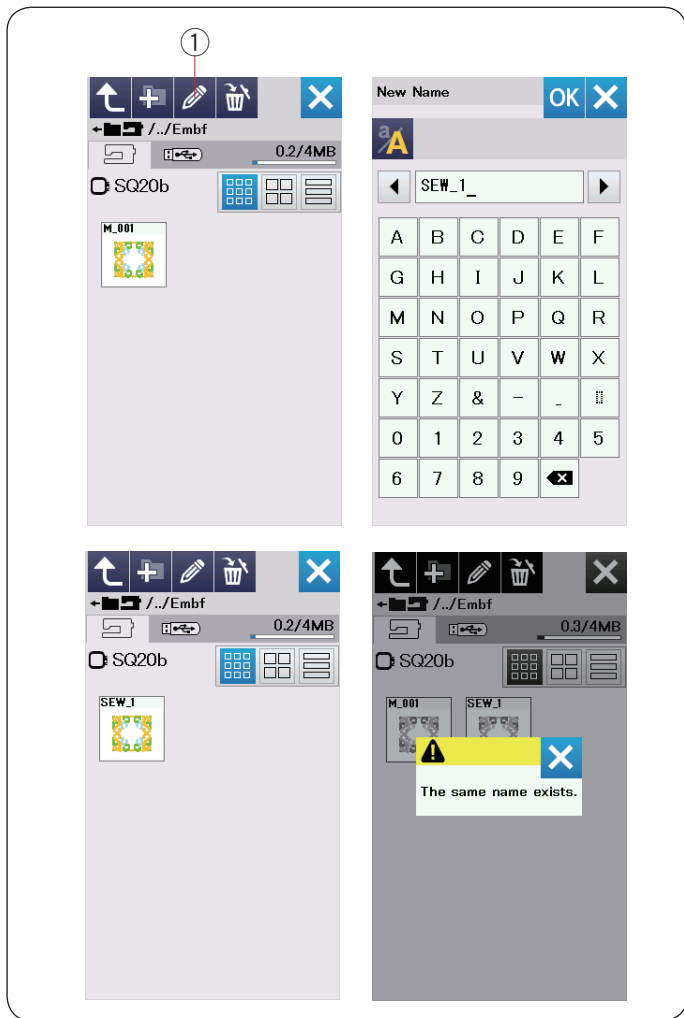 ①
/../Embf
0.2/4MB
SQ20b
M_001
New Name
OK
a/A
SEW_1_
A B C D E F
G H I J K L
M N O P Q R
S T U V W X
Y Z & - _
0 1 2 3 4 5
6 7 8 9
/../Embf
0.2/4MB
SQ20b
SEW_1
/../Embf
0.3/4MB
SQ20b
M_001 SEW_1
The same name exists.